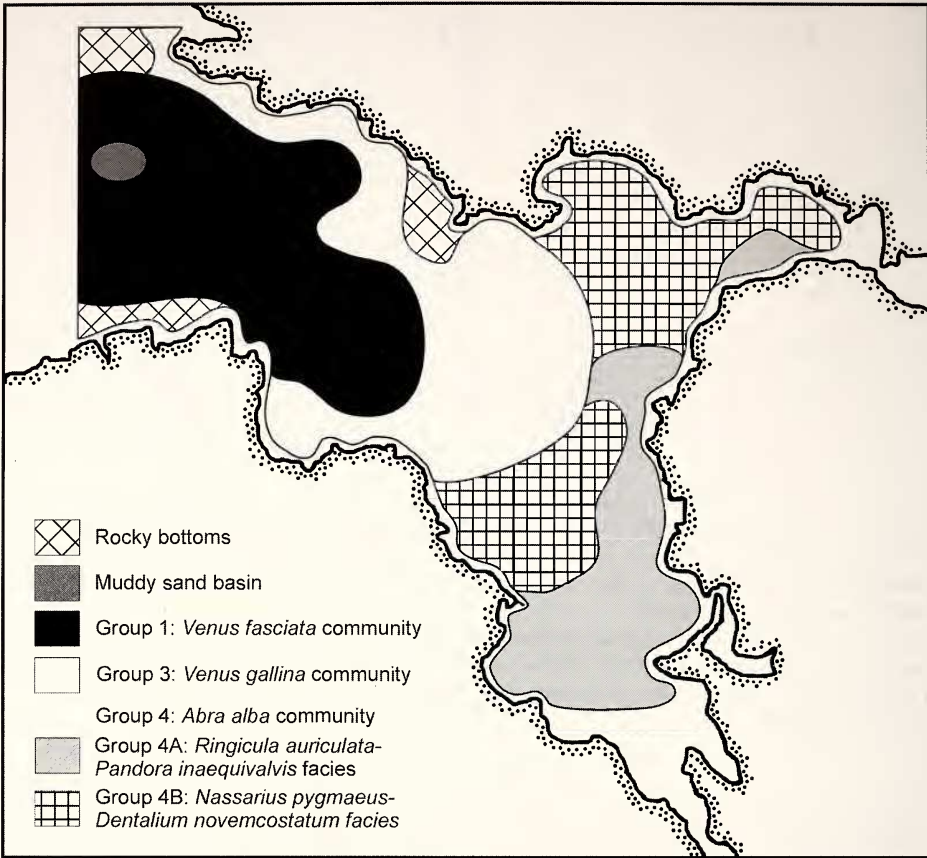 Rocky bottoms
Muddy sand basin
Group 1: Venus fasciata community
Group 3: Venus gallina community
Group 4: Abra alba community
Group 4A: Ringicula auriculata-
Pandora inaequivalvis facies
Group 4B: Nassarius pygmaeus-
Dentalium novemcostatum facies